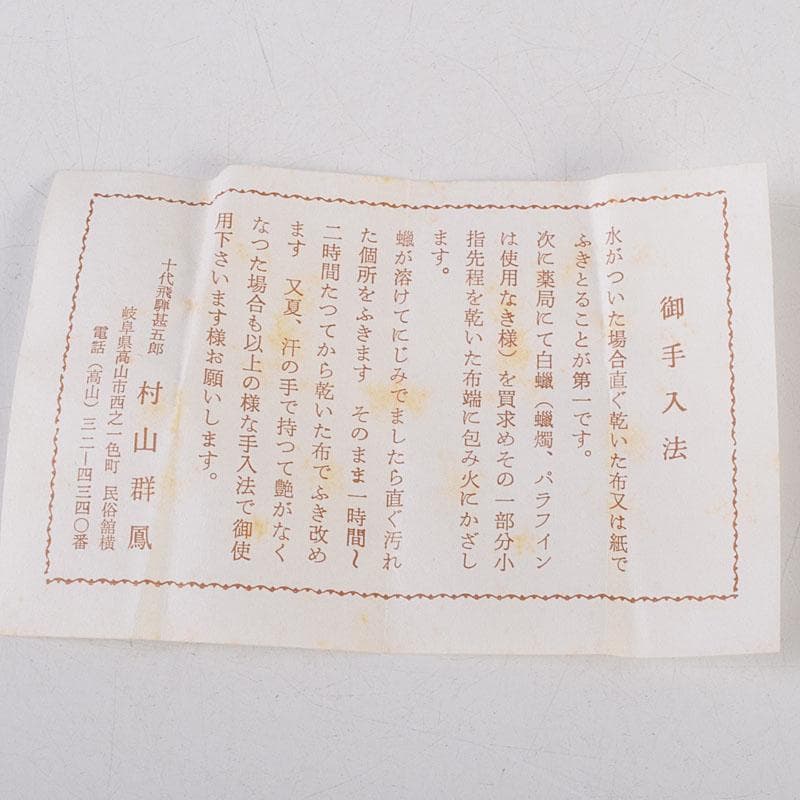 御手入法
水がついた場合直ぐ乾いた布又は紙で
ふきとることが第一です。
次に薬局にて白蠟（蠟燭、パラフイン
は使用なき様）を買求めその一部分小
指先程を乾いた布端に包み火にかざし
ます。
蠟が溶けてにじみでましたら直ぐ汚れ
た個所をふきます　そのまま一時間〜
二時間たつてから乾いた布でふき改め
ます　又夏、汗の手で持つて艶がなく
なつた場合も以上の様な手入法で御使
用下さいます様お願いします。
十代飛騨甚五郎　村山群鳳
岐阜県高山市西之一色町　民俗舘横
電話（高山）三二ー四三四〇番